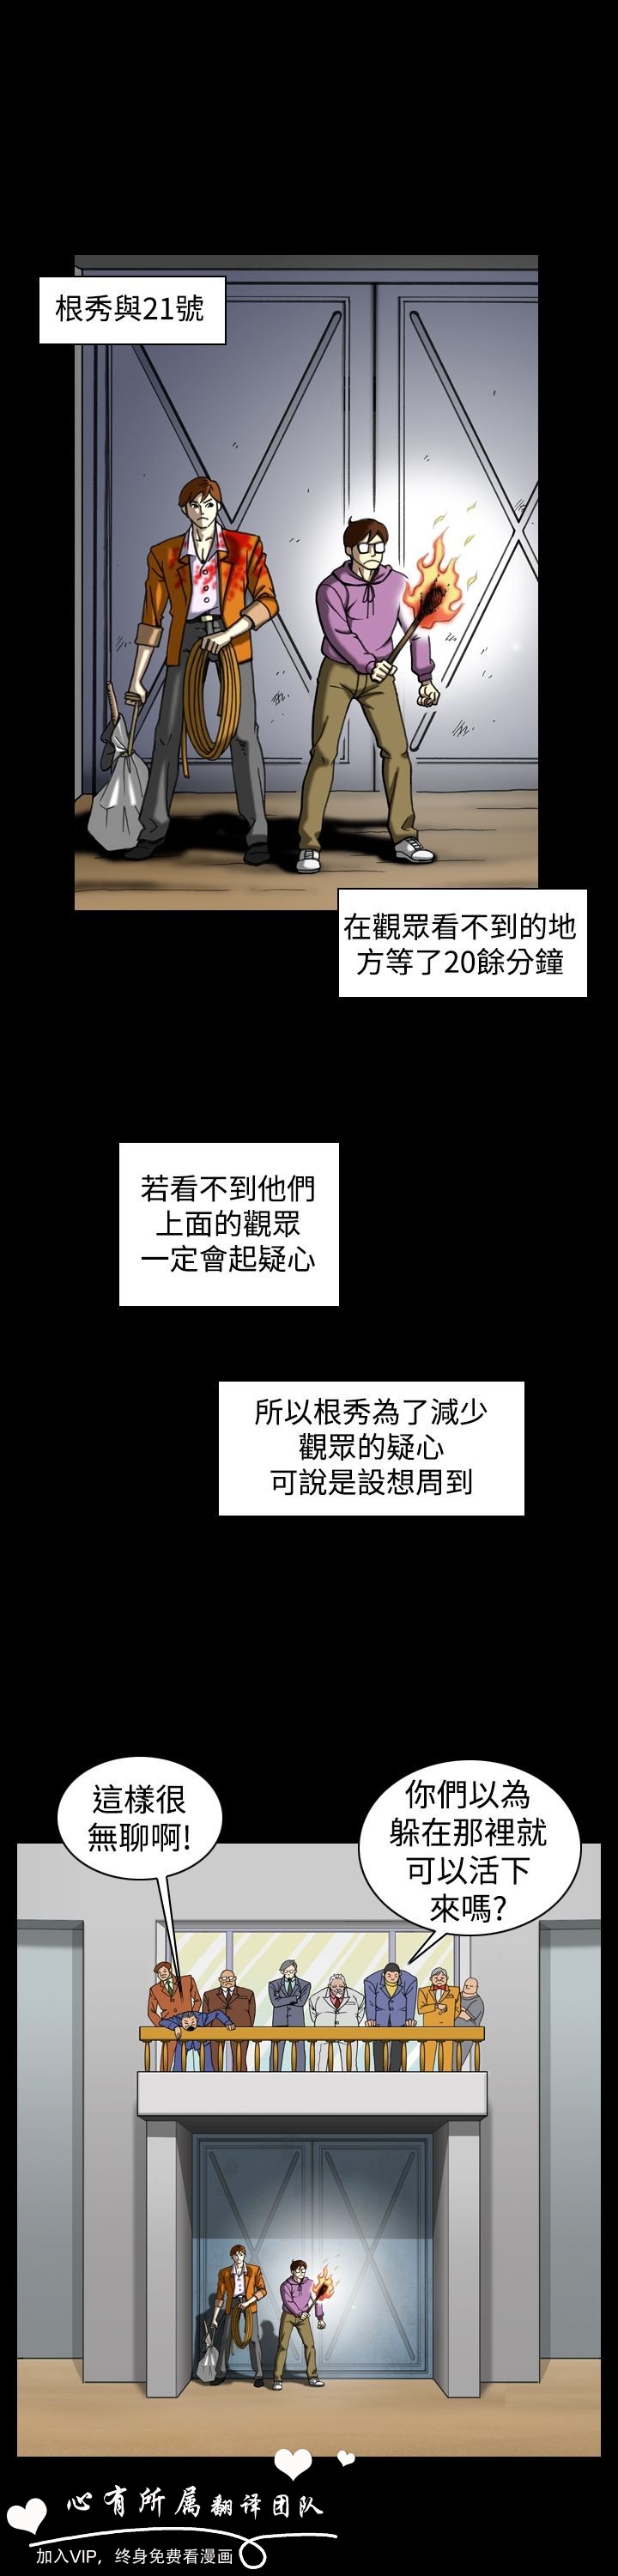 根秀與21號
在觀眾看不到的地
方等了20餘分鐘
若看不到他們
上面的觀眾
一定會起疑心
所以根秀為了減少
觀眾的疑心
可說是設想周到
這樣很
無聊啊!
你們以為
躲在那裡就
可以活下
來嗎?
心有所属翻译团队
加入VIP，终身免费看漫画